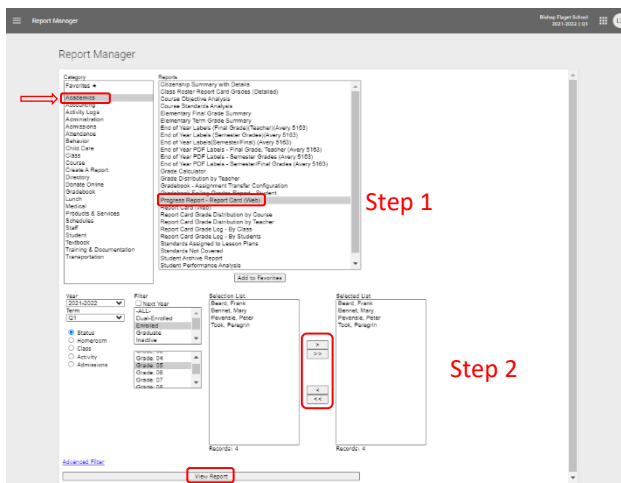 Report Manager
Bishop Flaget School
2021-2022 | Q1
Report Manager
Category
Favorites ★
Academics
Accounting
Activity Logs
Administration
Admissions
Attendance
Behavior
Child Care
Class
Course
Create A Report
Directory
Donate Online
Gradebook
Lunch
Medical
Products & Services
Schedules
Staff
Student
Textbook
Training & Documentation
Transportation
Reports
Citizenship Summary with Details
Class Roster Report Card Grades (Detailed)
Course Objective Analysis
Course Standards Analysis
Elementary Final Grade Summary
Elementary Term Grade Summary
End of Year Labels (Final Grade)(Teacher)(Avery 5163)
End of Year Labels (Semester Grades)(Avery 5163)
End of Year Labels(Semester/Final) (Avery 5163)
End of Year PDF Labels - Final Grade, Teacher (Avery 5163)
End of Year PDF Labels - Semester Grades (Avery 5163)
End of Year PDF Labels - Semester/Final Grades (Avery 5163)
Grade Calculator
Grade Distribution by Teacher
Gradebook - Assignment Transfer Configuration
Gradebook Failing Grades Report - Student
Progress Report - Report Card (Web)
Report Card (Web)
Report Card Grade Distribution by Course
Report Card Grade Distribution by Teacher
Report Card Grade Log - By Class
Report Card Grade Log - By Students
Standards Assigned to Lesson Plans
Standards Not Covered
Student Archive Report
Student Performance Analysis
Step 1
Add to Favorites
Year
2021-2022
Term
Q1
Status
Homeroom
Class
Activity
Admissions
Filter
Next Year
-ALL-
Dual-Enrolled
Enrolled
Graduate
Inactive
Grade: 04
Grade: 05
Grade: 06
Grade: 07
Grade: 08
Selection List
Beard, Frank
Bennet, Mary
Pevensie, Peter
Took, Peregrin
Records: 4
>
>>
<
<<
Selected List
Beard, Frank
Bennet, Mary
Pevensie, Peter
Took, Peregrin
Records: 4
Step 2
Advanced Filter
View Report